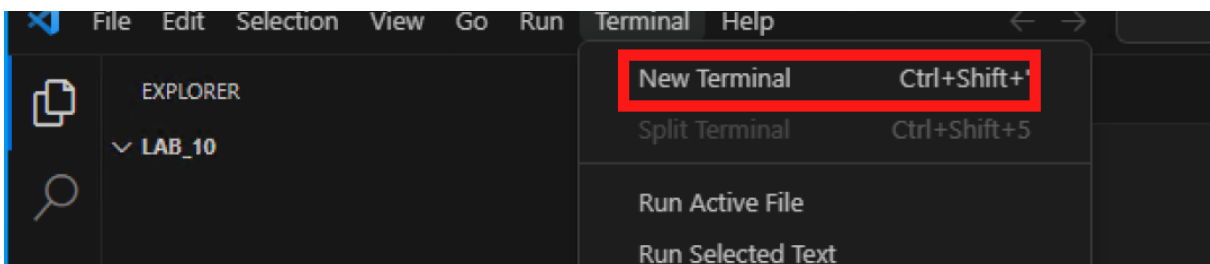 File Edit Selection View Go Run Terminal Help
New Terminal Ctrl+Shift+'
EXPLORER
Split Terminal Ctrl+Shift+5
LAB_10
Run Active File
Run Selected Text